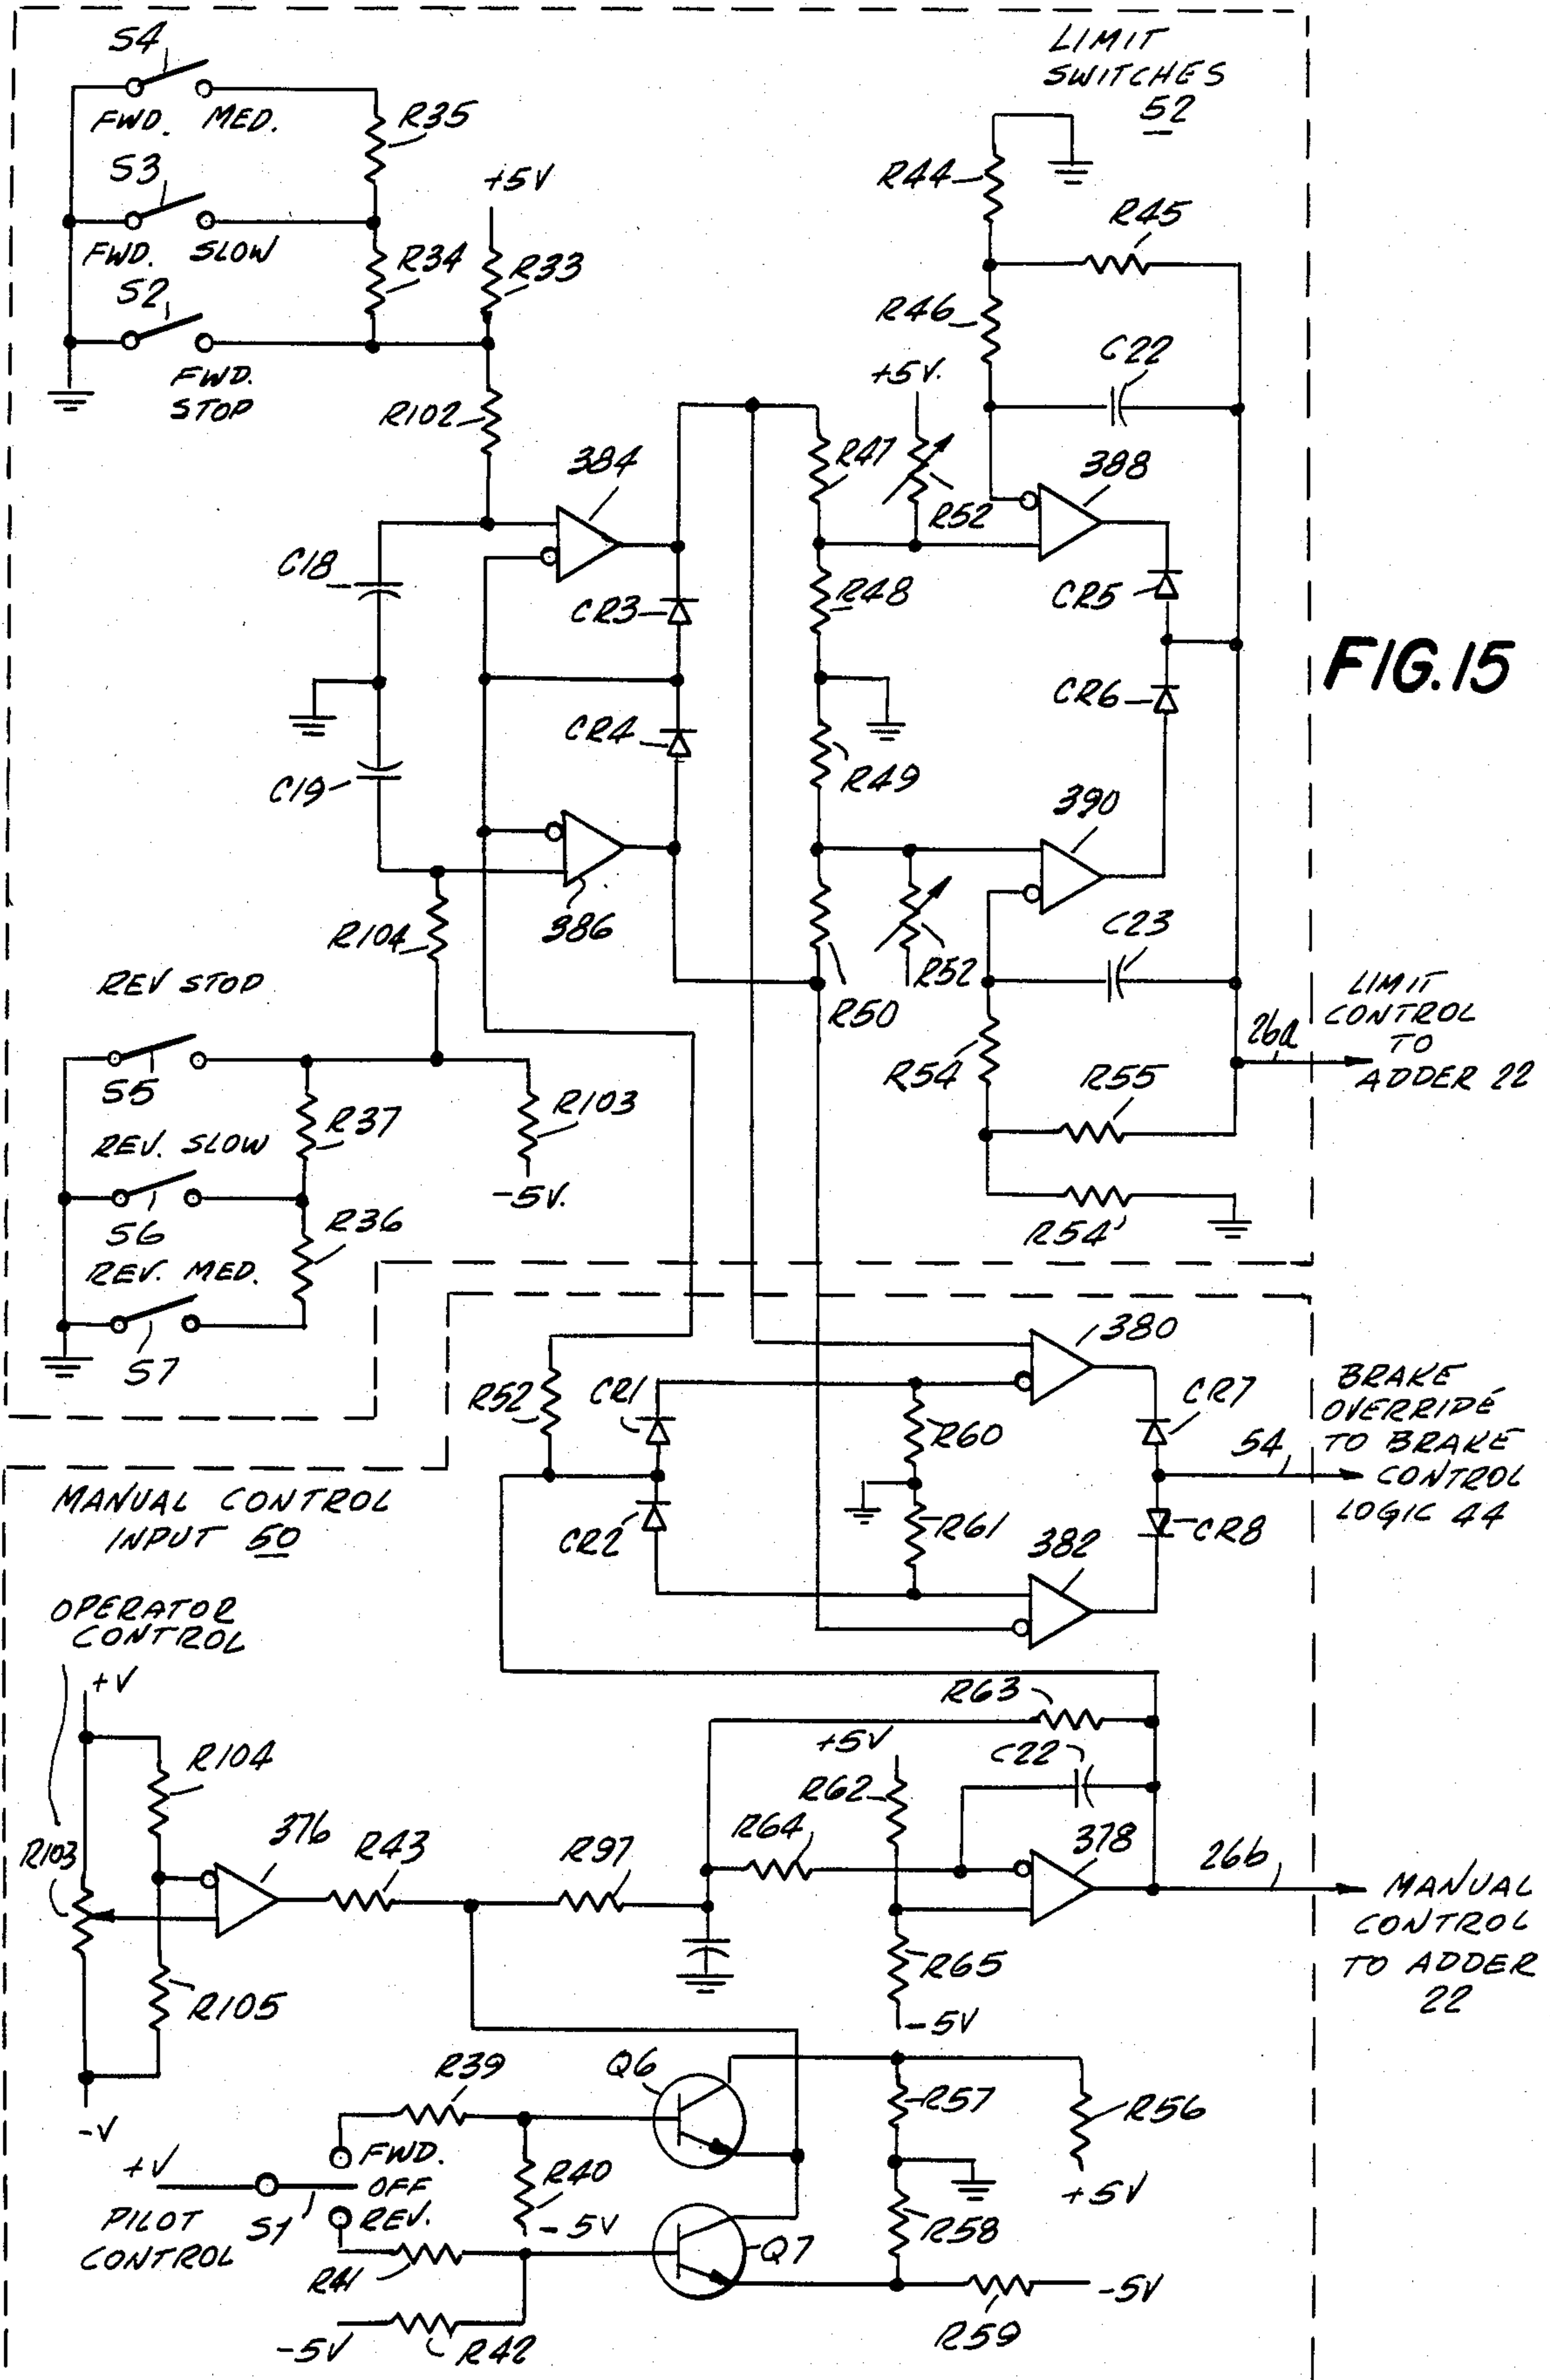 S4
FWD. MED.
R35
S3
FWD. SLOW
R34
+5V
R33
S2
FWD.
STOP
R102
LIMIT
SWITCHES
52
R44
R45
R46
C22
+5V.
384
R47
R52
388
C18
CR3
R48
CR5
FIG.15
CR4
CR6
C19
R49
390
386
R104
R52
C23
R50
REV STOP
LIMIT
CONTROL
TO
ADDER 22
26a
R54
R55
S5
R37
R103
REV. SLOW
-5V.
S6
R36
R54'
REV. MED.
S7
380
R52
CR1
CR7
R60
BRAKE
OVERRIDE
TO BRAKE
CONTROL
LOGIC 44
54
MANUAL CONTROL
INPUT 50
CR2
R61
382
CR8
OPERATOR
CONTROL
+V
R63
R104
+5V
C22
R62
R103
376
R43
R97
R64
378
26b
MANUAL
CONTROL
TO ADDER
22
R105
R65
-5V
R39
Q6
R57
R56
-V
+V
FWD.
OFF
REV.
R40
-5V
+5V
PILOT
CONTROL
S1
R58
Q7
R41
-5V
R59
-5V
R42